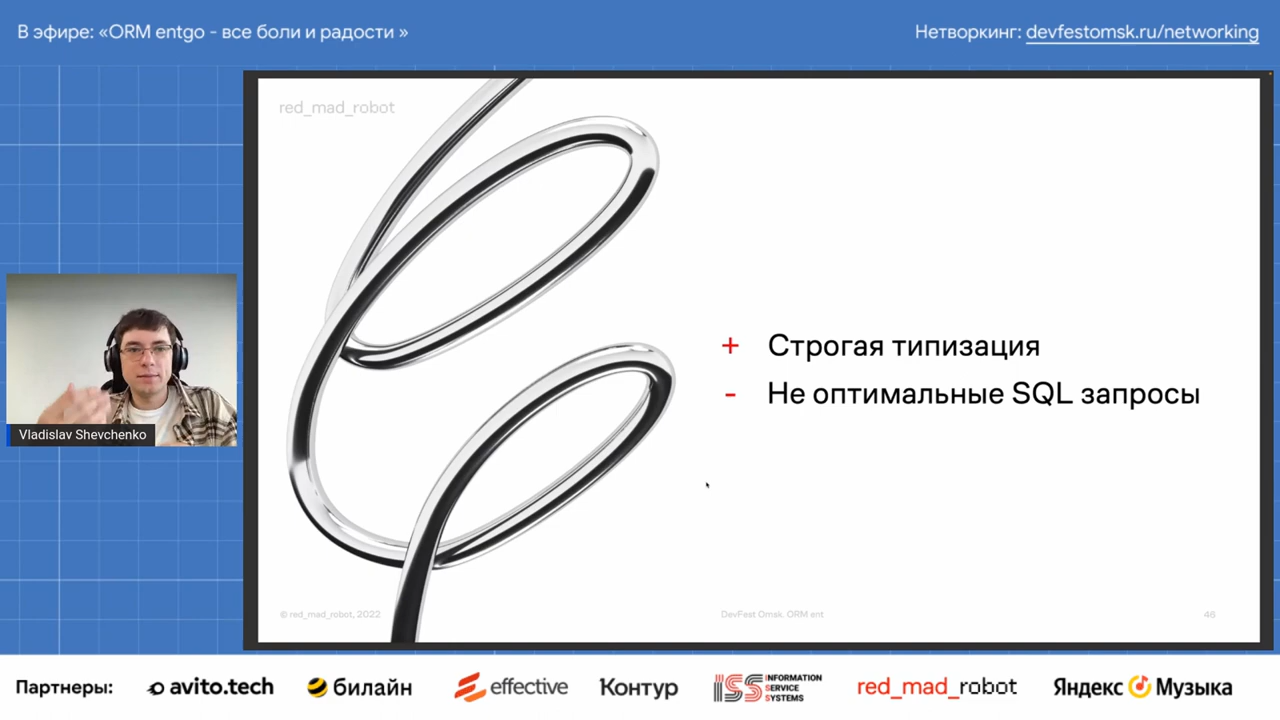 В эфире: «ORM entgo - все боли и радости »
Нетворкинг: devfestomsk.ru/networking
red_mad_robot
+ Строгая типизация
- Не оптимальные SQL запросы
Vladislav Shevchenko
© red_mad_robot, 2022
DevFest Omsk. ORM ent
46
Партнеры:
avito.tech
билайн
effective
Контур
ISS INFORMATION
SERVICE
SYSTEMS
red_mad_robot
Яндекс Музыка